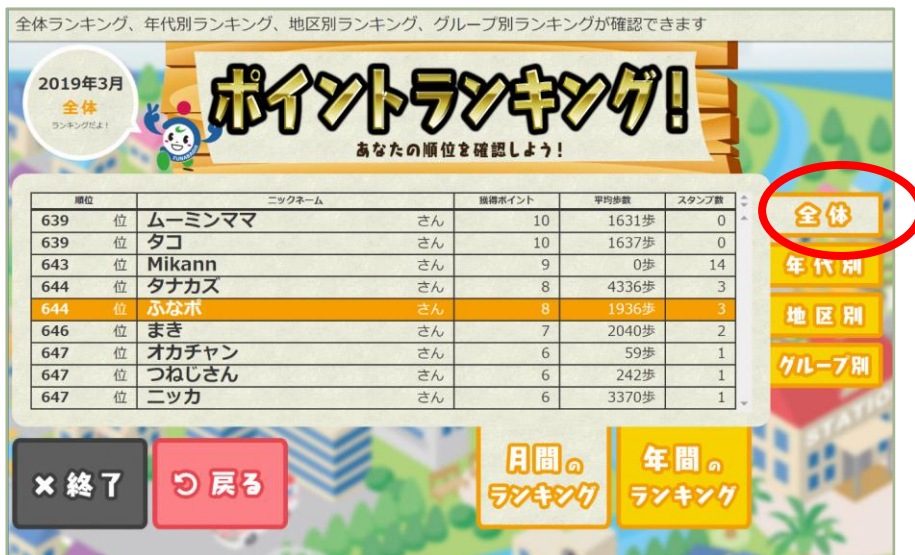 全体ランキング、年代別ランキング、地区別ランキング、グループ別ランキングが確認できます
2019年3月
全体
ランキングだよ！
ポイントランキング！
あなたの順位を確認しよう！
FUNABASHI
順位 ニックネーム 獲得ポイント 平均歩数 スタンプ数
639 位 ムーミンママ さん 10 1631歩 0
639 位 タコ さん 10 1637歩 0
643 位 Mikann さん 9 0歩 14
644 位 タナカズ さん 8 4336歩 3
644 位 ふなポ さん 8 1936歩 3
646 位 まき さん 7 2040歩 2
647 位 オカチャン さん 6 59歩 1
647 位 つねじさん さん 6 242歩 1
647 位 ニッカ さん 6 3370歩 1
全体
年代別
地区別
グループ別
STATION
× 終了
戻る
月間の
ランキング
年間の
ランキング